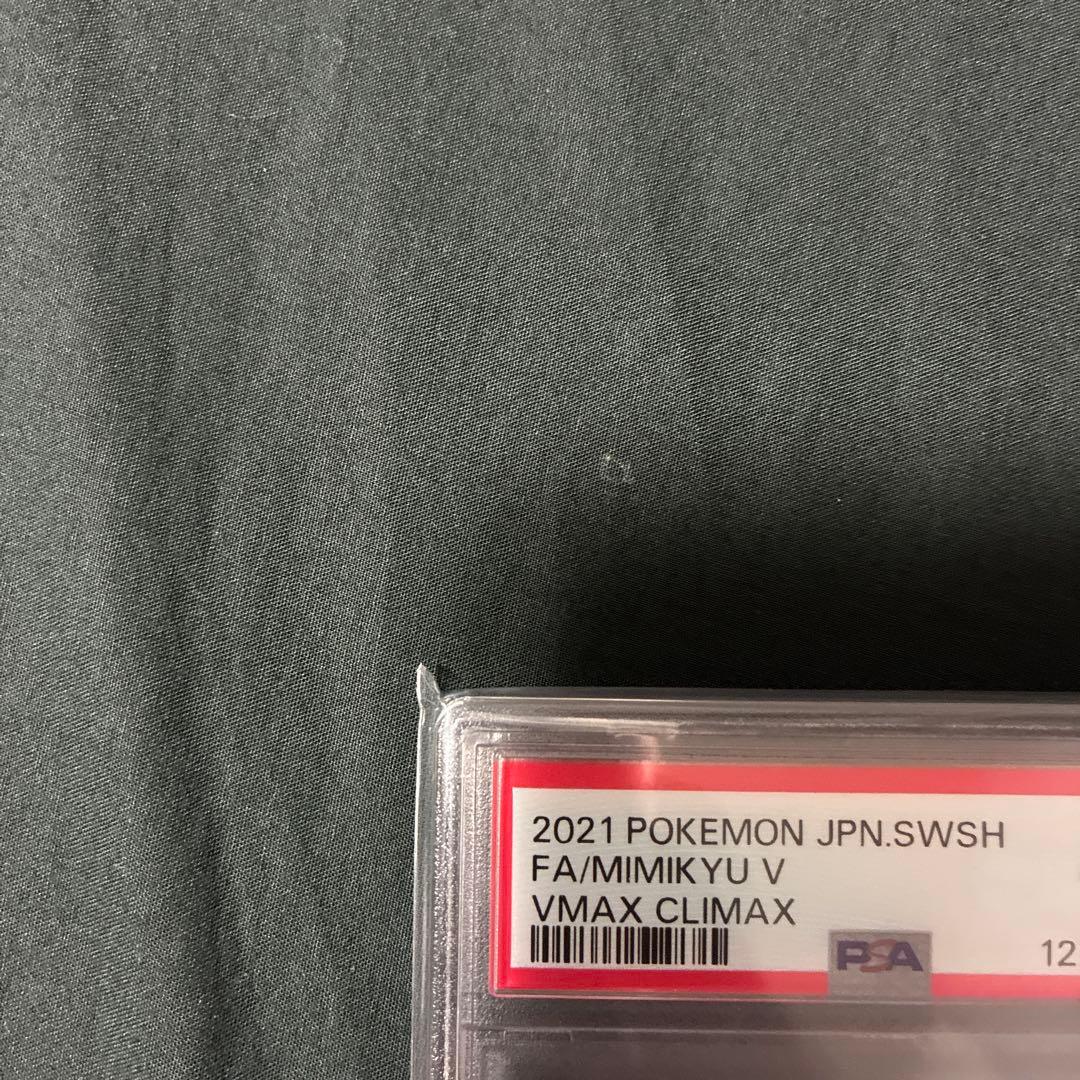 2021 POKEMON JPN.SWSH
FA/MIMIKYU V
VMAX CLIMAX
PSA
12